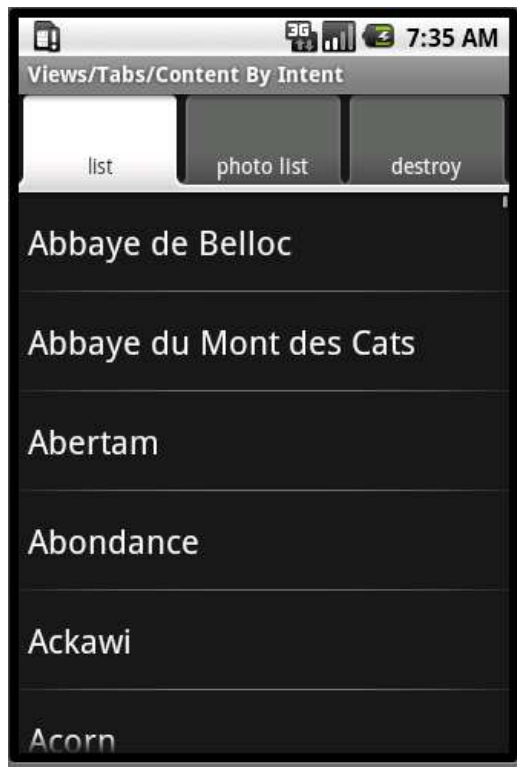 3G 7:35 AM
Views/Tabs/Content By Intent
list photo list destroy
Abbaye de Belloc
Abbaye du Mont des Cats
Abertam
Abondance
Ackawi
Acorn